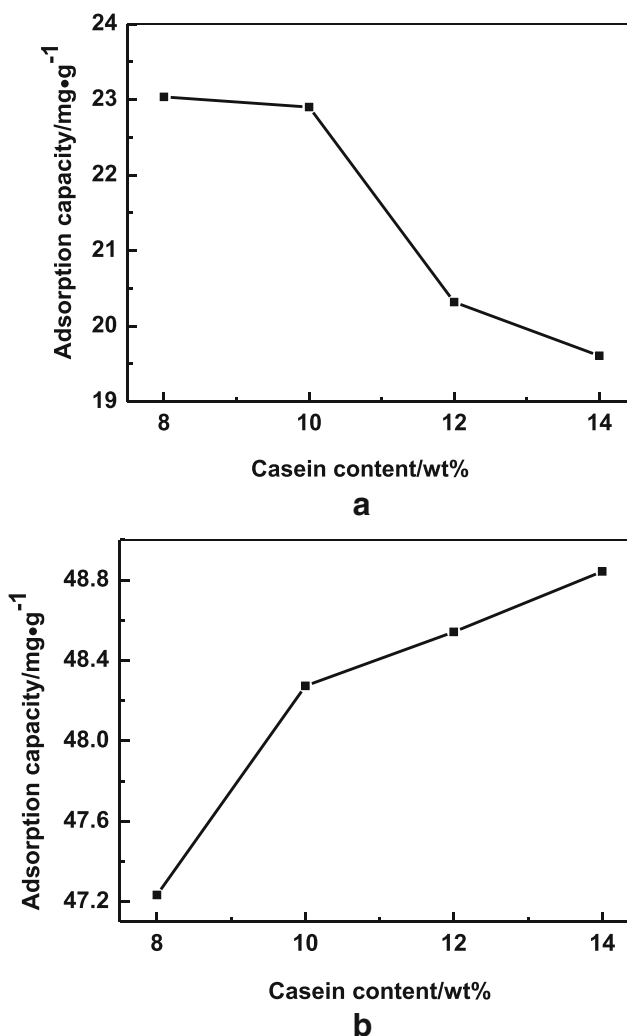 24
23
22
21
20
19
Adsorption capacity/mg•g⁻¹
8 10 12 14
Casein content/wt%
a
48.8
48.4
48.0
47.6
47.2
Adsorption capacity/mg•g⁻¹
8 10 12 14
Casein content/wt%
b